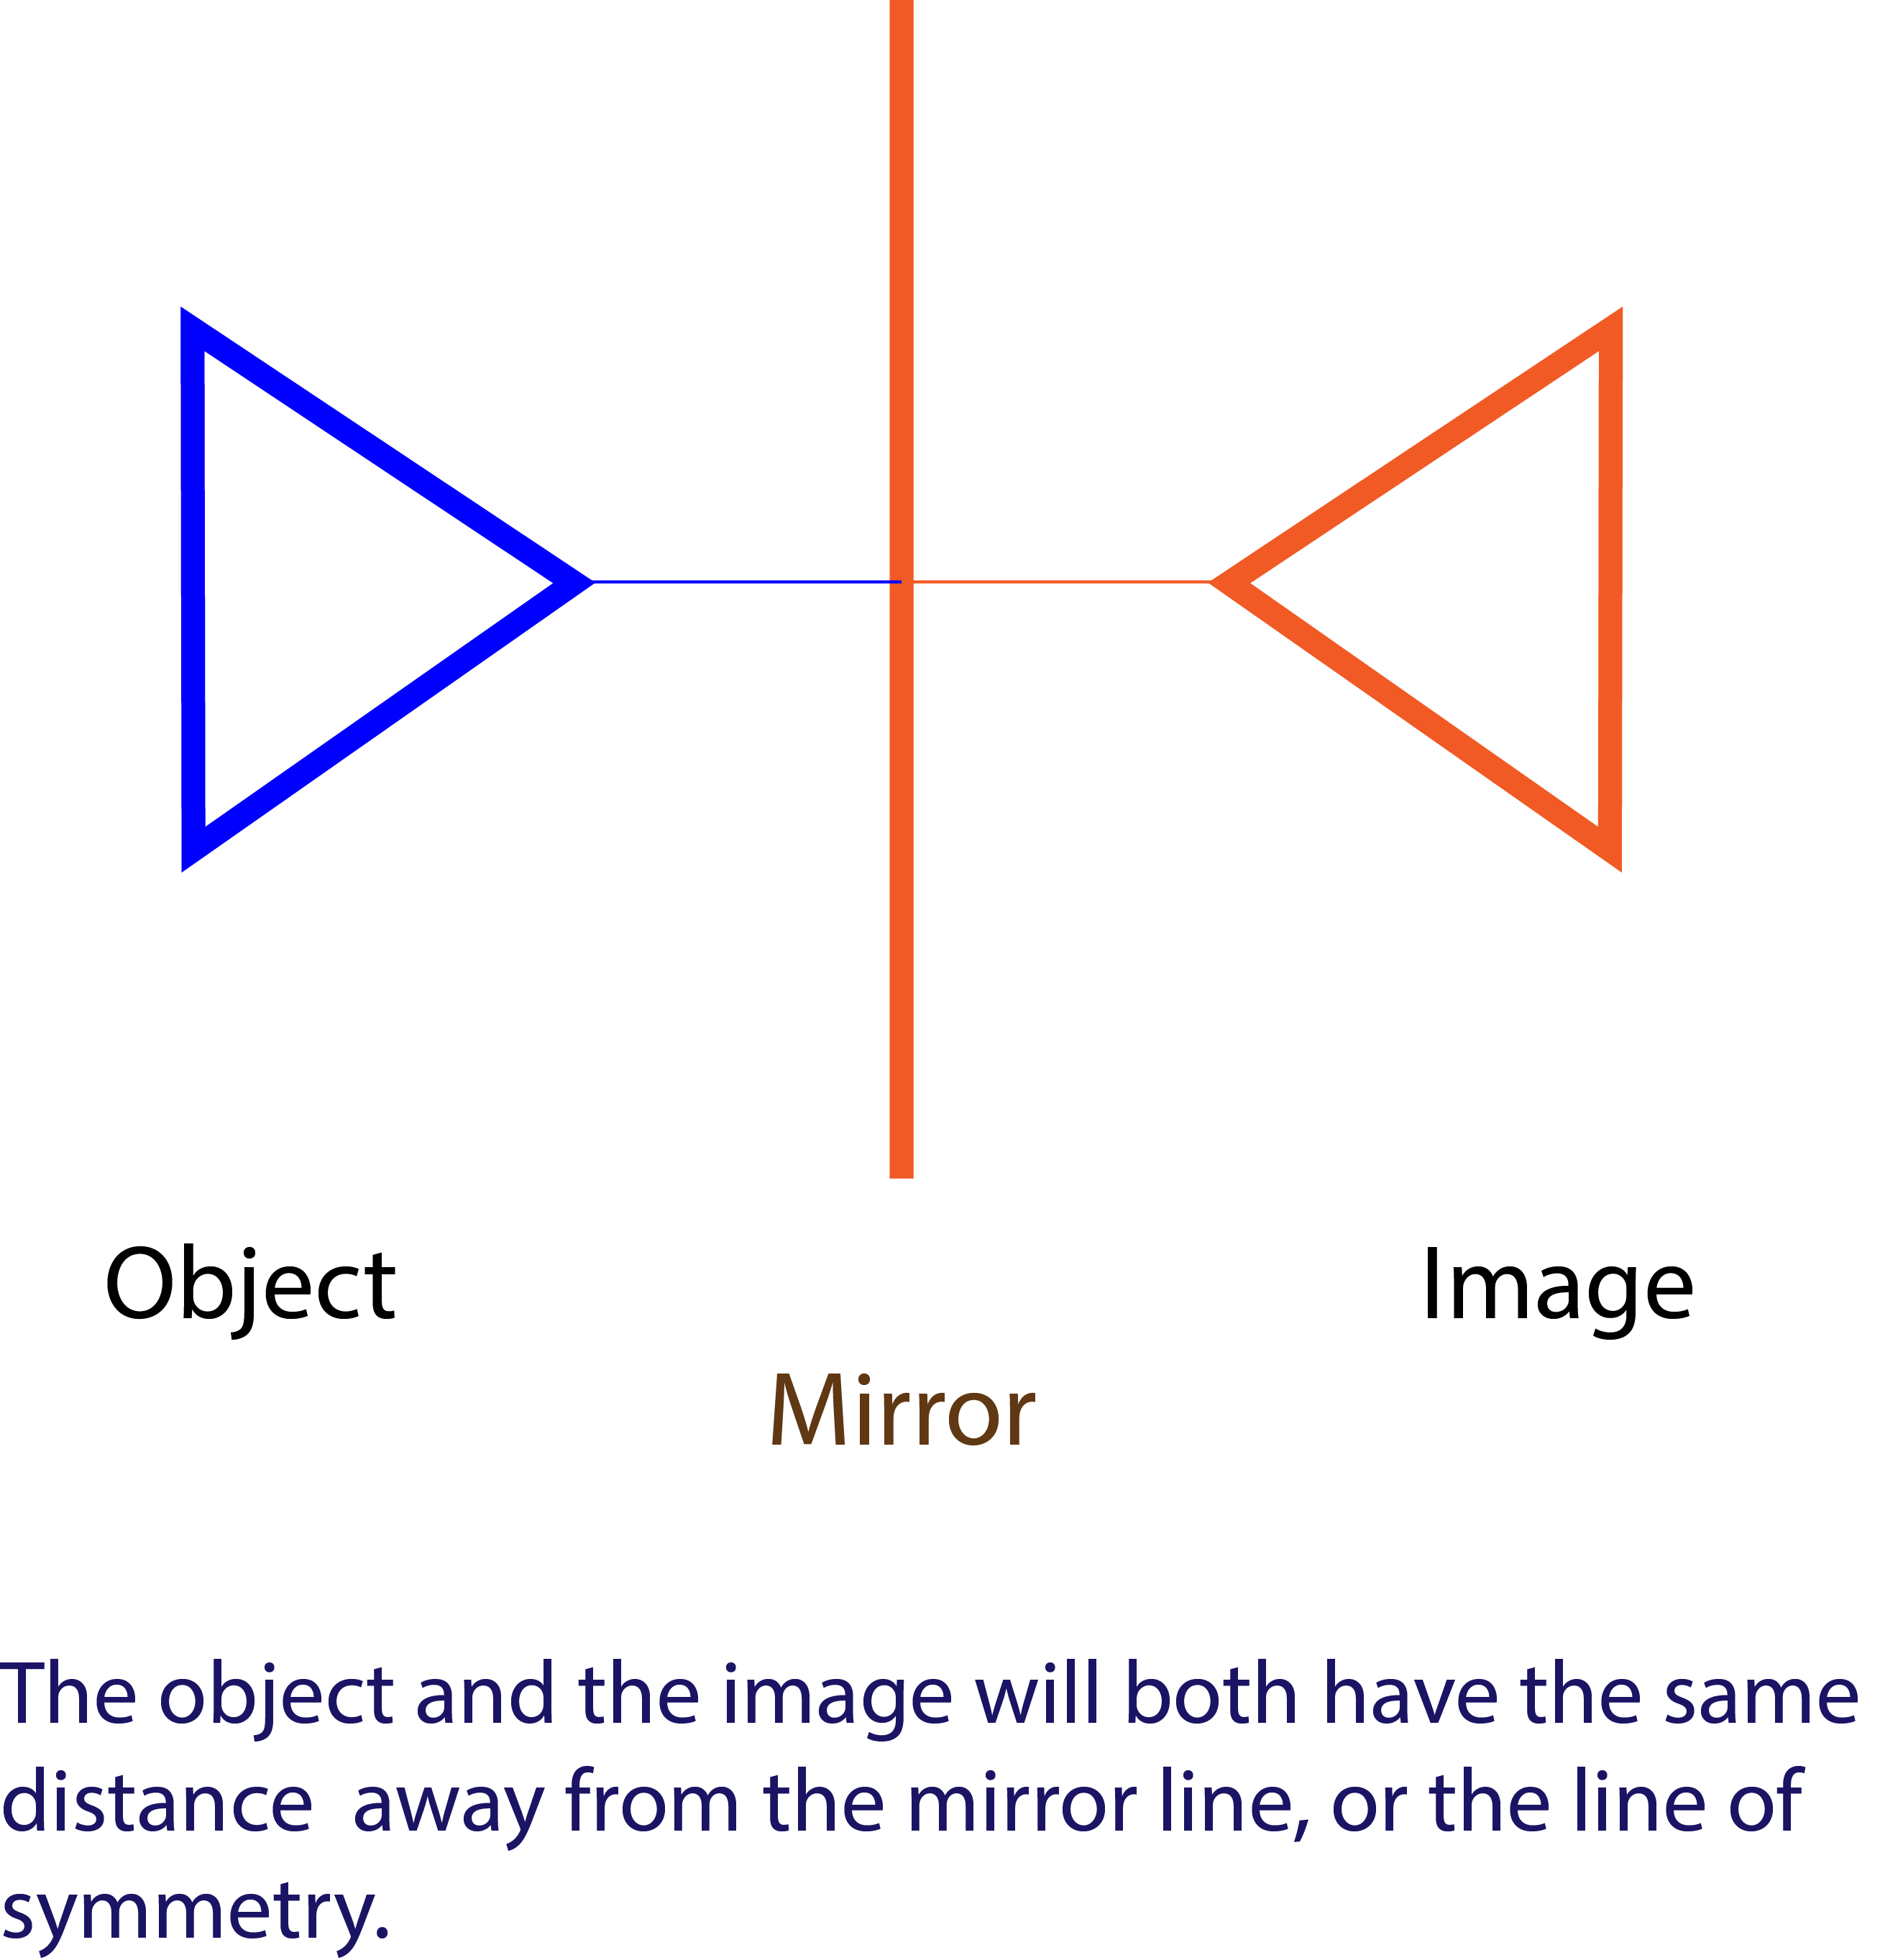 Object
Image
Mirror
The object and the image will both have the same
distance away from the mirror line, or the line of
symmetry.